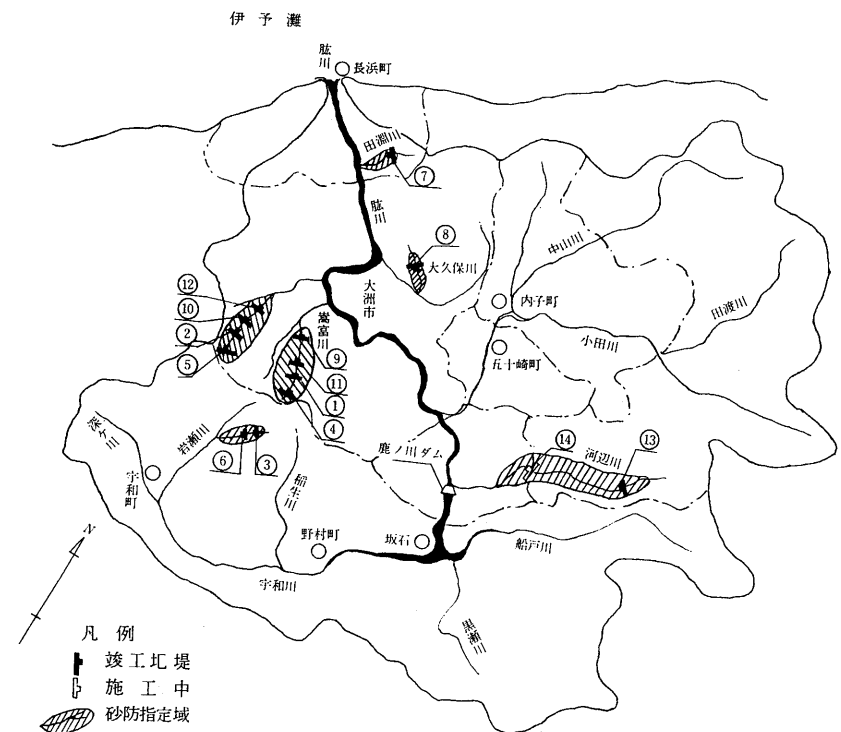 伊予灘
肱川
長浜町
田淵川
⑦
肱川
⑧
大久保川
中山川
内子町
田渡川
大洲市
小田川
五十崎町
⑫
⑩
②
⑤
嵩富川
⑨
⑪
①
④
深ケ川
岩瀬川
⑥
③
宇和町
稲生川
鹿ノ川ダム
⑭
河辺川
⑬
野村町
坂石
船戸川
宇和川
黒瀬川
N
凡例
竣工圵堤
施工中
砂防指定域